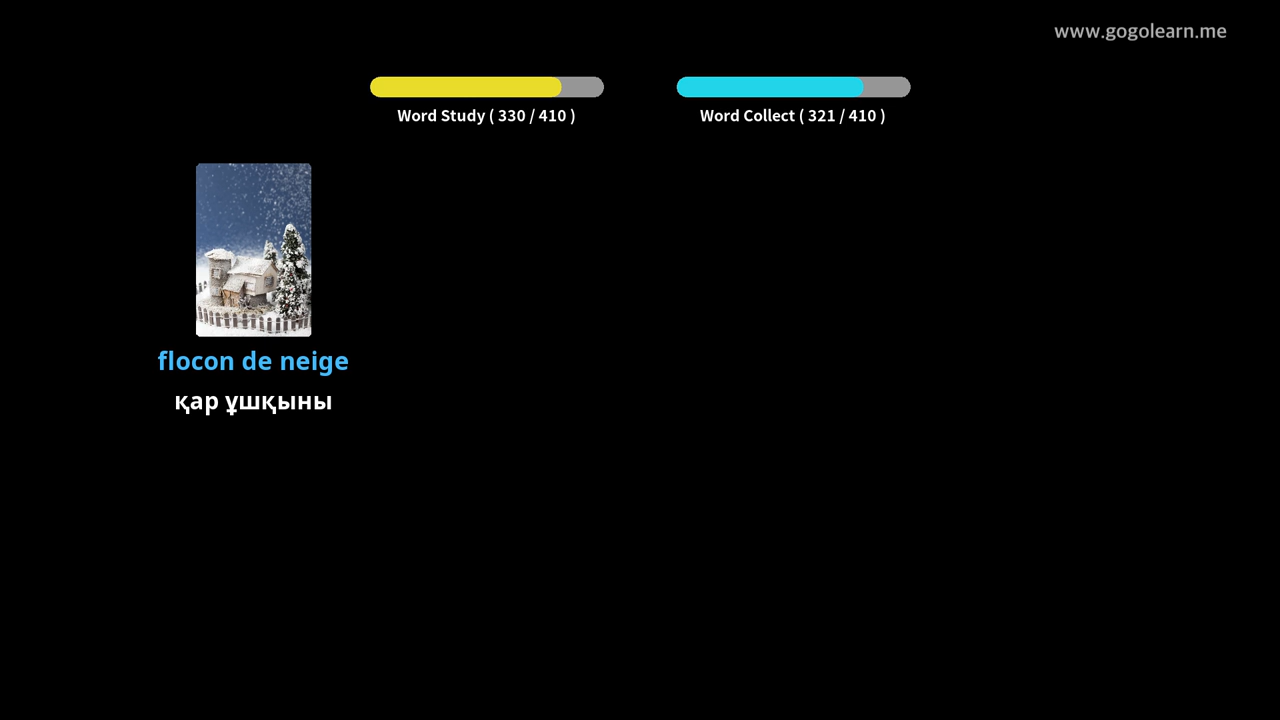 www.gogolearn.me
Word Study ( 330 / 410 )
Word Collect ( 321 / 410 )
flocon de neige
қар ұшқыны